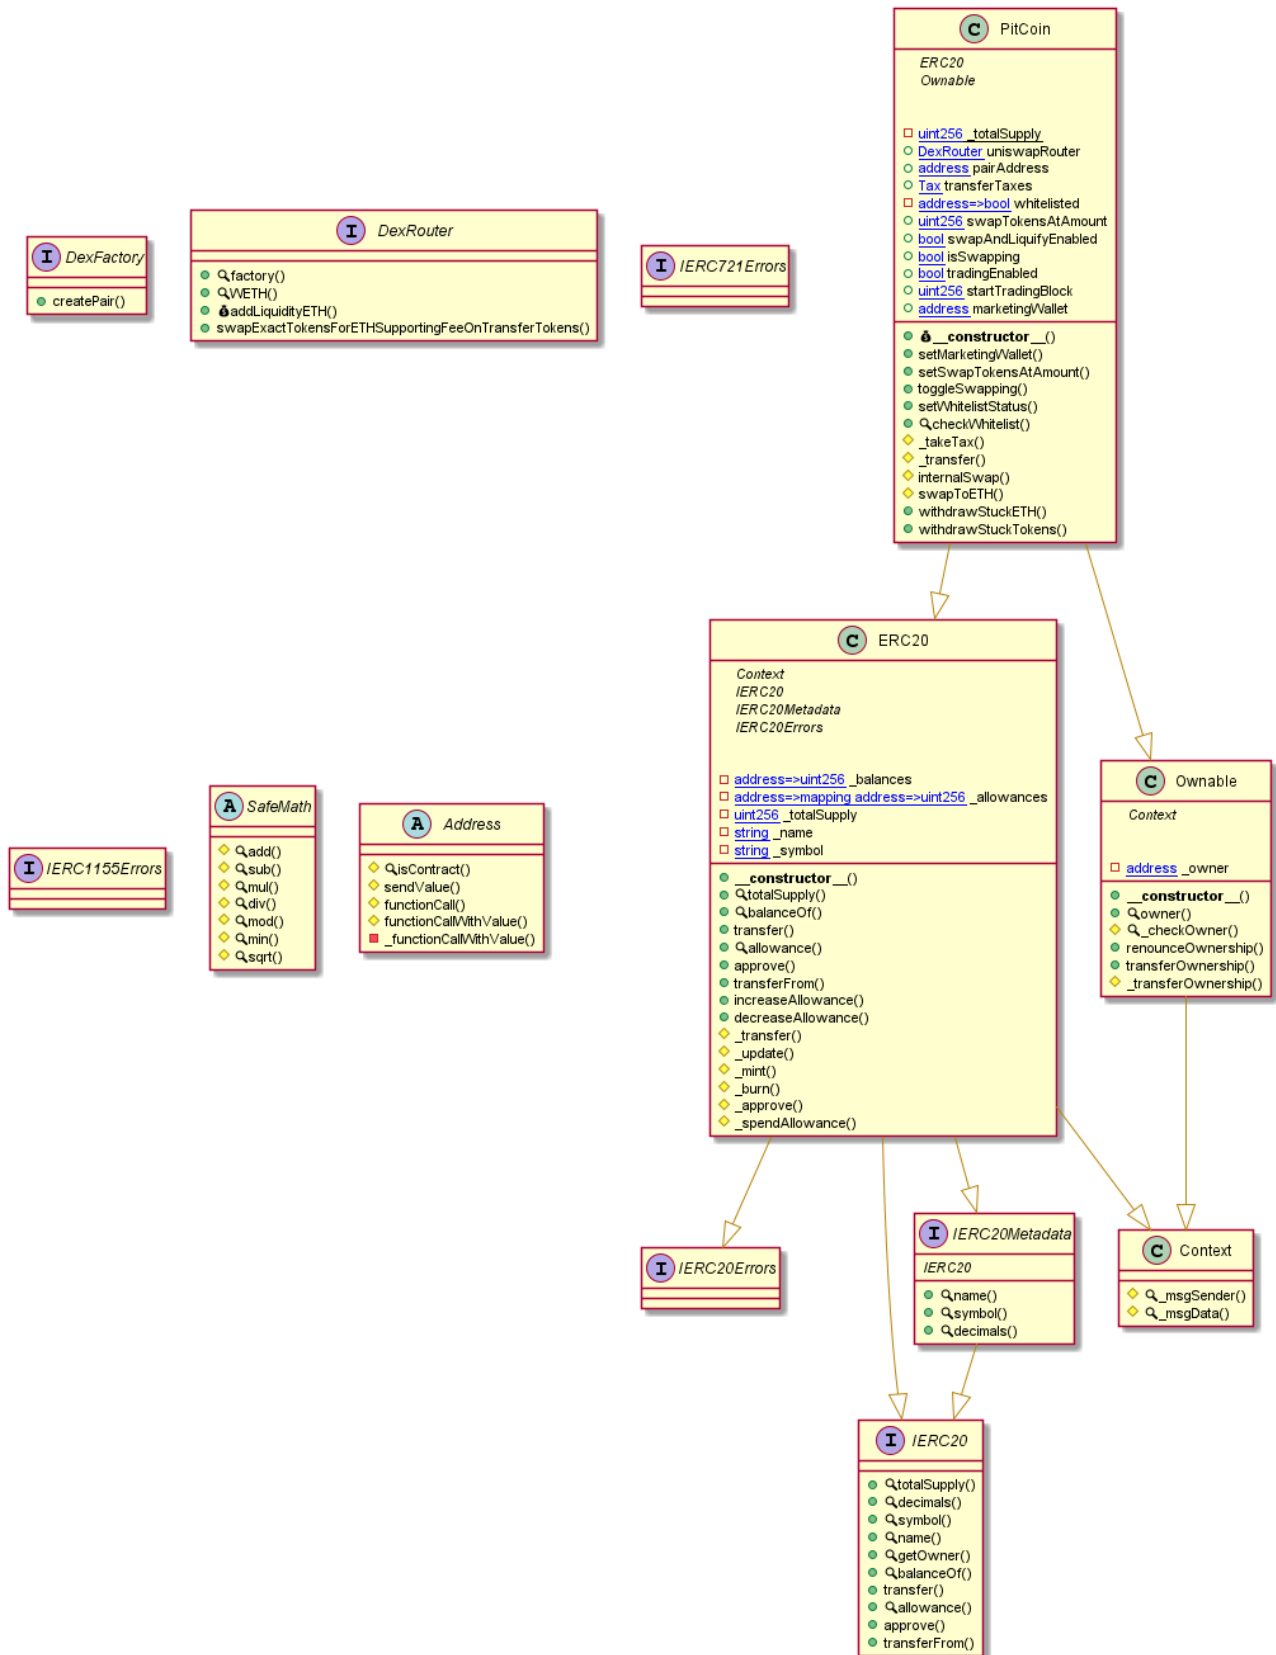 C PitCoin
ERC20
Ownable
uint256 _totalSupply
DexRouter uniswapRouter
address pairAddress
Tax transferTaxes
address=>bool whitelisted
uint256 swapTokensAtAmount
bool swapAndLiquifyEnabled
bool isSwapping
bool tradingEnabled
uint256 startTradingBlock
address marketingWallet
__constructor__()
setMarketingWallet()
setSwapTokensAtAmount()
toggleSwapping()
setWhitelistStatus()
checkWhitelist()
_takeTax()
_transfer()
internalSwap()
swapToETH()
withdrawStuckETH()
withdrawStuckTokens()
I DexFactory
createPair()
I DexRouter
factory()
WETH()
addLiquidityETH()
swapExactTokensForETHSupportingFeeOnTransferTokens()
I IERC721Errors
C ERC20
Context
IERC20
IERC20Metadata
IERC20Errors
address=>uint256 _balances
address=>mapping address=>uint256 _allowances
uint256 _totalSupply
string _name
string _symbol
__constructor__()
totalSupply()
balanceOf()
transfer()
allowance()
approve()
transferFrom()
increaseAllowance()
decreaseAllowance()
_transfer()
_update()
_mint()
_burn()
_approve()
_spendAllowance()
C Ownable
Context
address _owner
__constructor__()
owner()
_checkOwner()
renounceOwnership()
transferOwnership()
_transferOwnership()
I IERC1155Errors
A SafeMath
add()
sub()
mul()
div()
mod()
min()
sqrt()
A Address
isContract()
sendValue()
functionCall()
functionCallWithValue()
_functionCallWithValue()
I IERC20Errors
I IERC20Metadata
IERC20
name()
symbol()
decimals()
C Context
_msgSender()
_msgData()
I IERC20
totalSupply()
decimals()
symbol()
name()
getOwner()
balanceOf()
transfer()
allowance()
approve()
transferFrom()